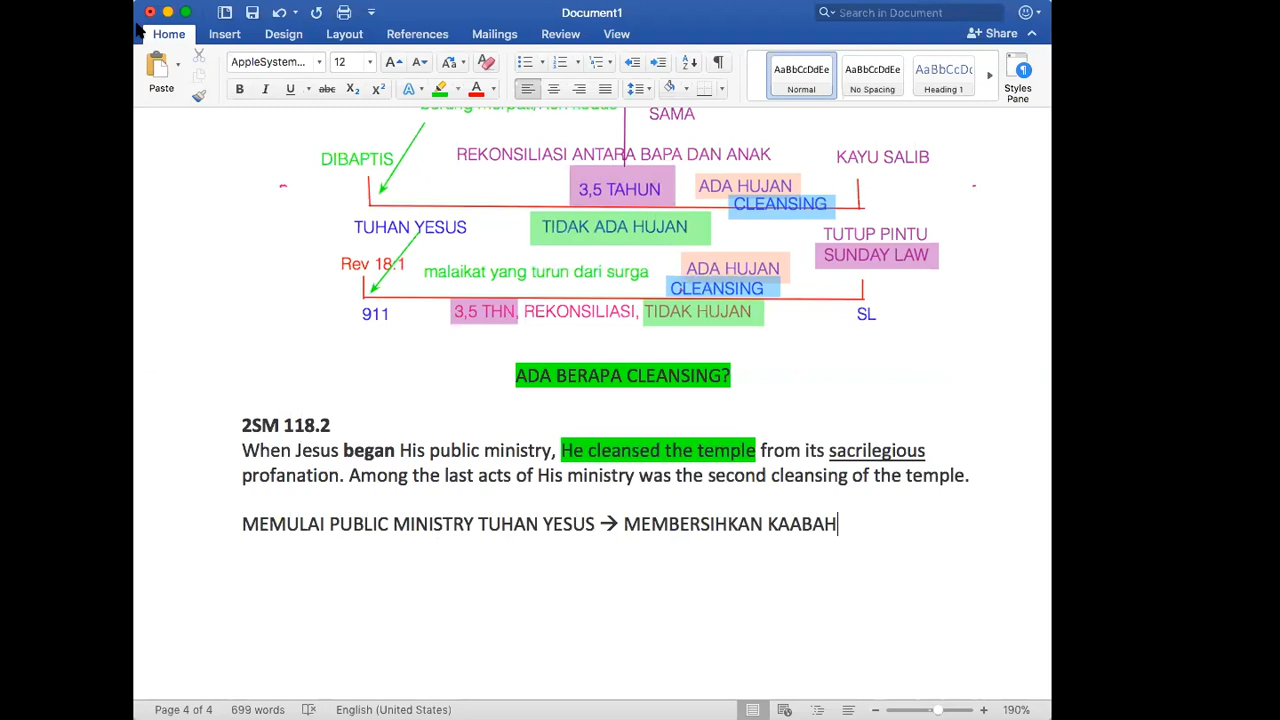 Document1
Search in Document
Home Insert Design Layout References Mailings Review View
Share
Paste
AppleSystem... 12
AaBbCcDdEe AaBbCcDdEe AaBbCcDc
Normal No Spacing Heading 1
Styles Pane
SAMA
DIBAPTIS REKONSILIASI ANTARA BAPA DAN ANAK KAYU SALIB
3,5 TAHUN ADA HUJAN
CLEANSING
TUHAN YESUS TIDAK ADA HUJAN TUTUP PINTU
SUNDAY LAW
Rev 18:1 malaikat yang turun dari surga ADA HUJAN
CLEANSING
911 3,5 THN, REKONSILIASI, TIDAK HUJAN SL
ADA BERAPA CLEANSING?
2SM 118.2
When Jesus began His public ministry, He cleansed the temple from its sacrilegious
profanation. Among the last acts of His ministry was the second cleansing of the temple.
MEMULAI PUBLIC MINISTRY TUHAN YESUS → MEMBERSIHKAN KAABAH
Page 4 of 4 699 words English (United States) 190%